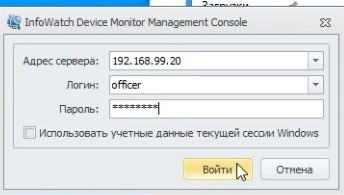 Загрузки
InfoWatch Device Monitor Management Console
Адрес сервера: 192.168.99.20
Логин: officer
Пароль: ********
Использовать учетные данные текущей сессии Windows
Войти Отмена